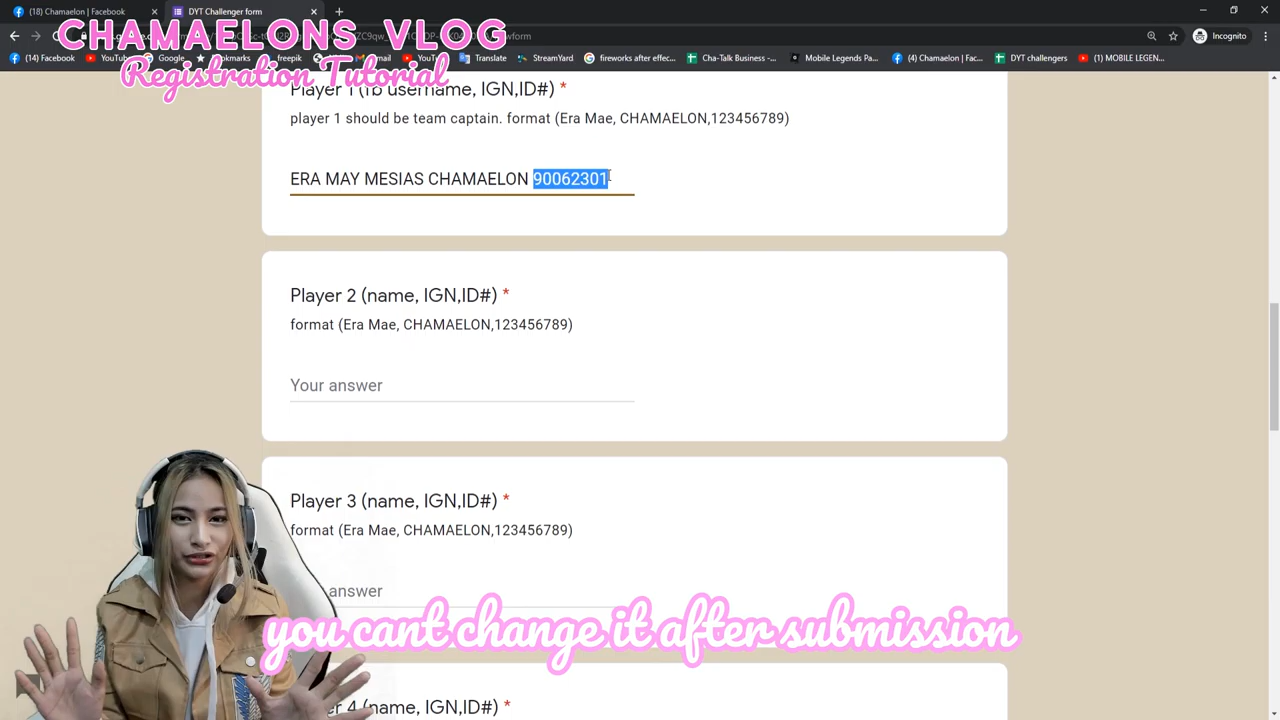 (18) Chamaelon | Facebook
DYT Challenger form
CHAMAELONS VLOG
Registration Tutorial
Incognito
(14) Facebook
YouTube
Google
freepik
StreamYard
fireworks after effec...
Cha-Talk Business -...
Mobile Legends Pa...
(4) Chamaelon | Fac...
DYT challengers
(1) MOBILE LEGEN...
Translate
Player 1 (fb username, IGN,ID#) *
player 1 should be team captain. format (Era Mae, CHAMAELON,123456789)
ERA MAY MESIAS CHAMAELON 90062301
Player 2 (name, IGN,ID#) *
format (Era Mae, CHAMAELON,123456789)
Your answer
Player 3 (name, IGN,ID#) *
format (Era Mae, CHAMAELON,123456789)
answer
you cant change it after submission
4 (name, IGN,ID#) *